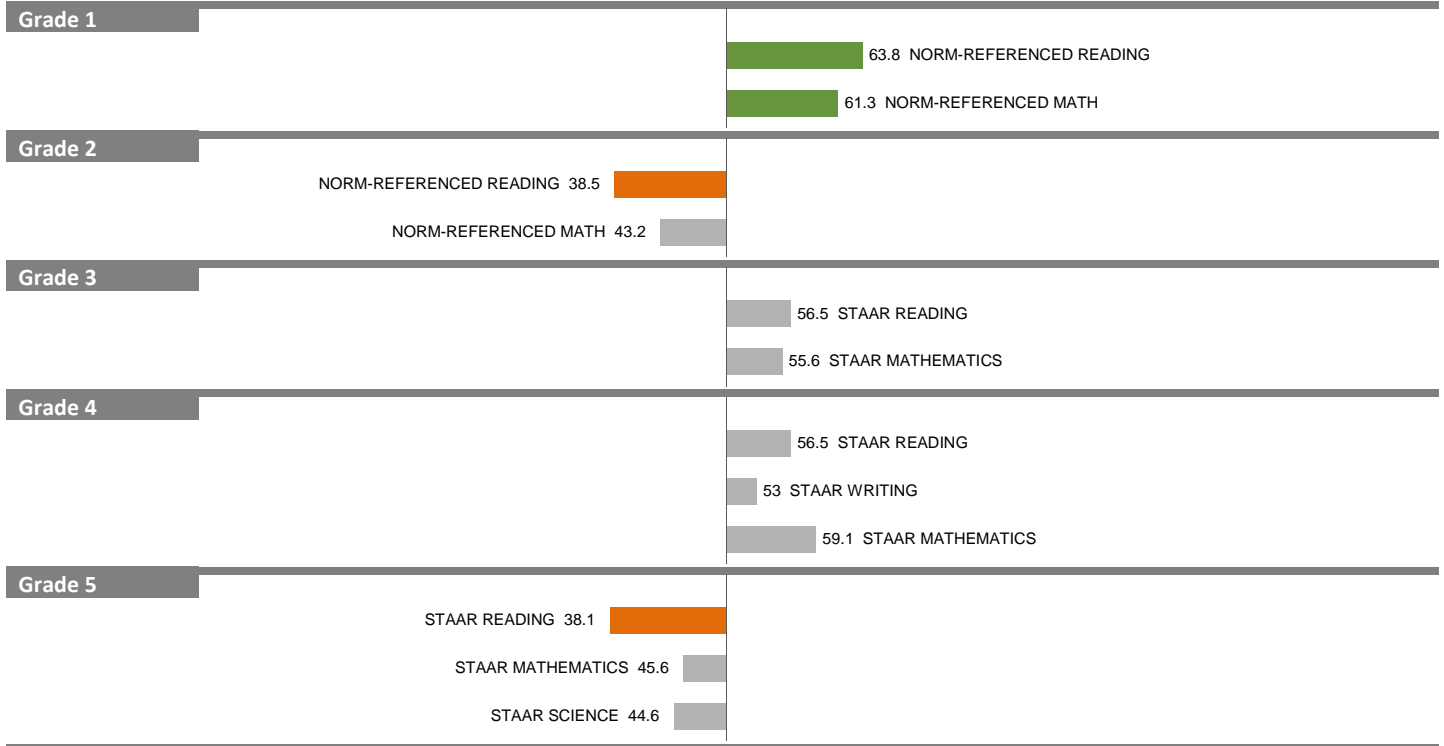 Grade 1
63.8 NORM-REFERENCED READING
61.3 NORM-REFERENCED MATH
Grade 2
NORM-REFERENCED READING 38.5
NORM-REFERENCED MATH 43.2
Grade 3
56.5 STAAR READING
55.6 STAAR MATHEMATICS
Grade 4
56.5 STAAR READING
53 STAAR WRITING
59.1 STAAR MATHEMATICS
Grade 5
STAAR READING 38.1
STAAR MATHEMATICS 45.6
STAAR SCIENCE 44.6